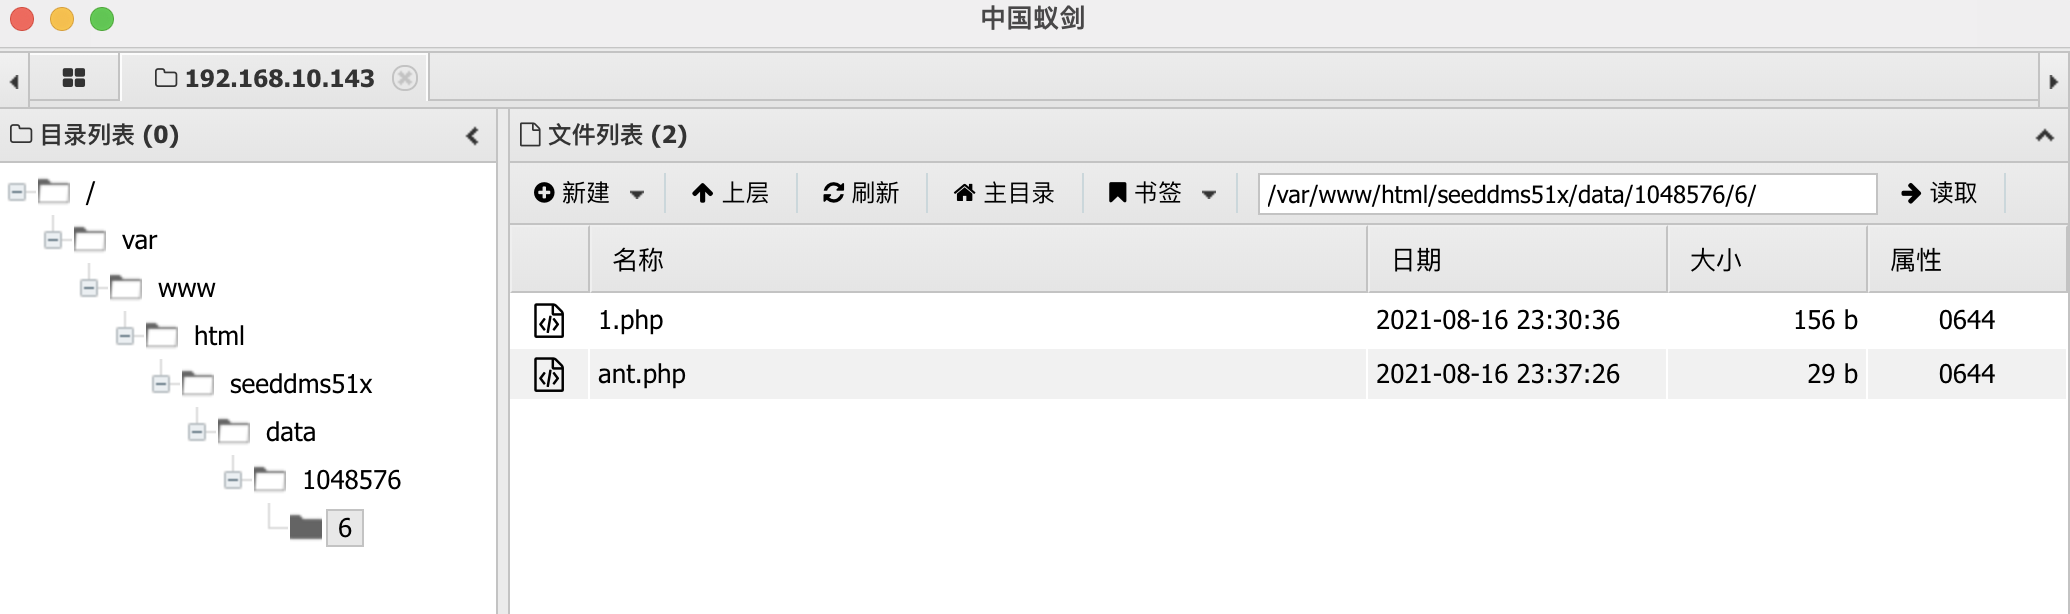 中国蚁剑
192.168.10.143
目录列表 (0)
/
var
www
html
seeddms51x
data
1048576
6
文件列表 (2)
新建 上层 刷新 主目录 书签 /var/www/html/seeddms51x/data/1048576/6/ 读取
名称 日期 大小 属性
1.php 2021-08-16 23:30:36 156 b 0644
ant.php 2021-08-16 23:37:26 29 b 0644